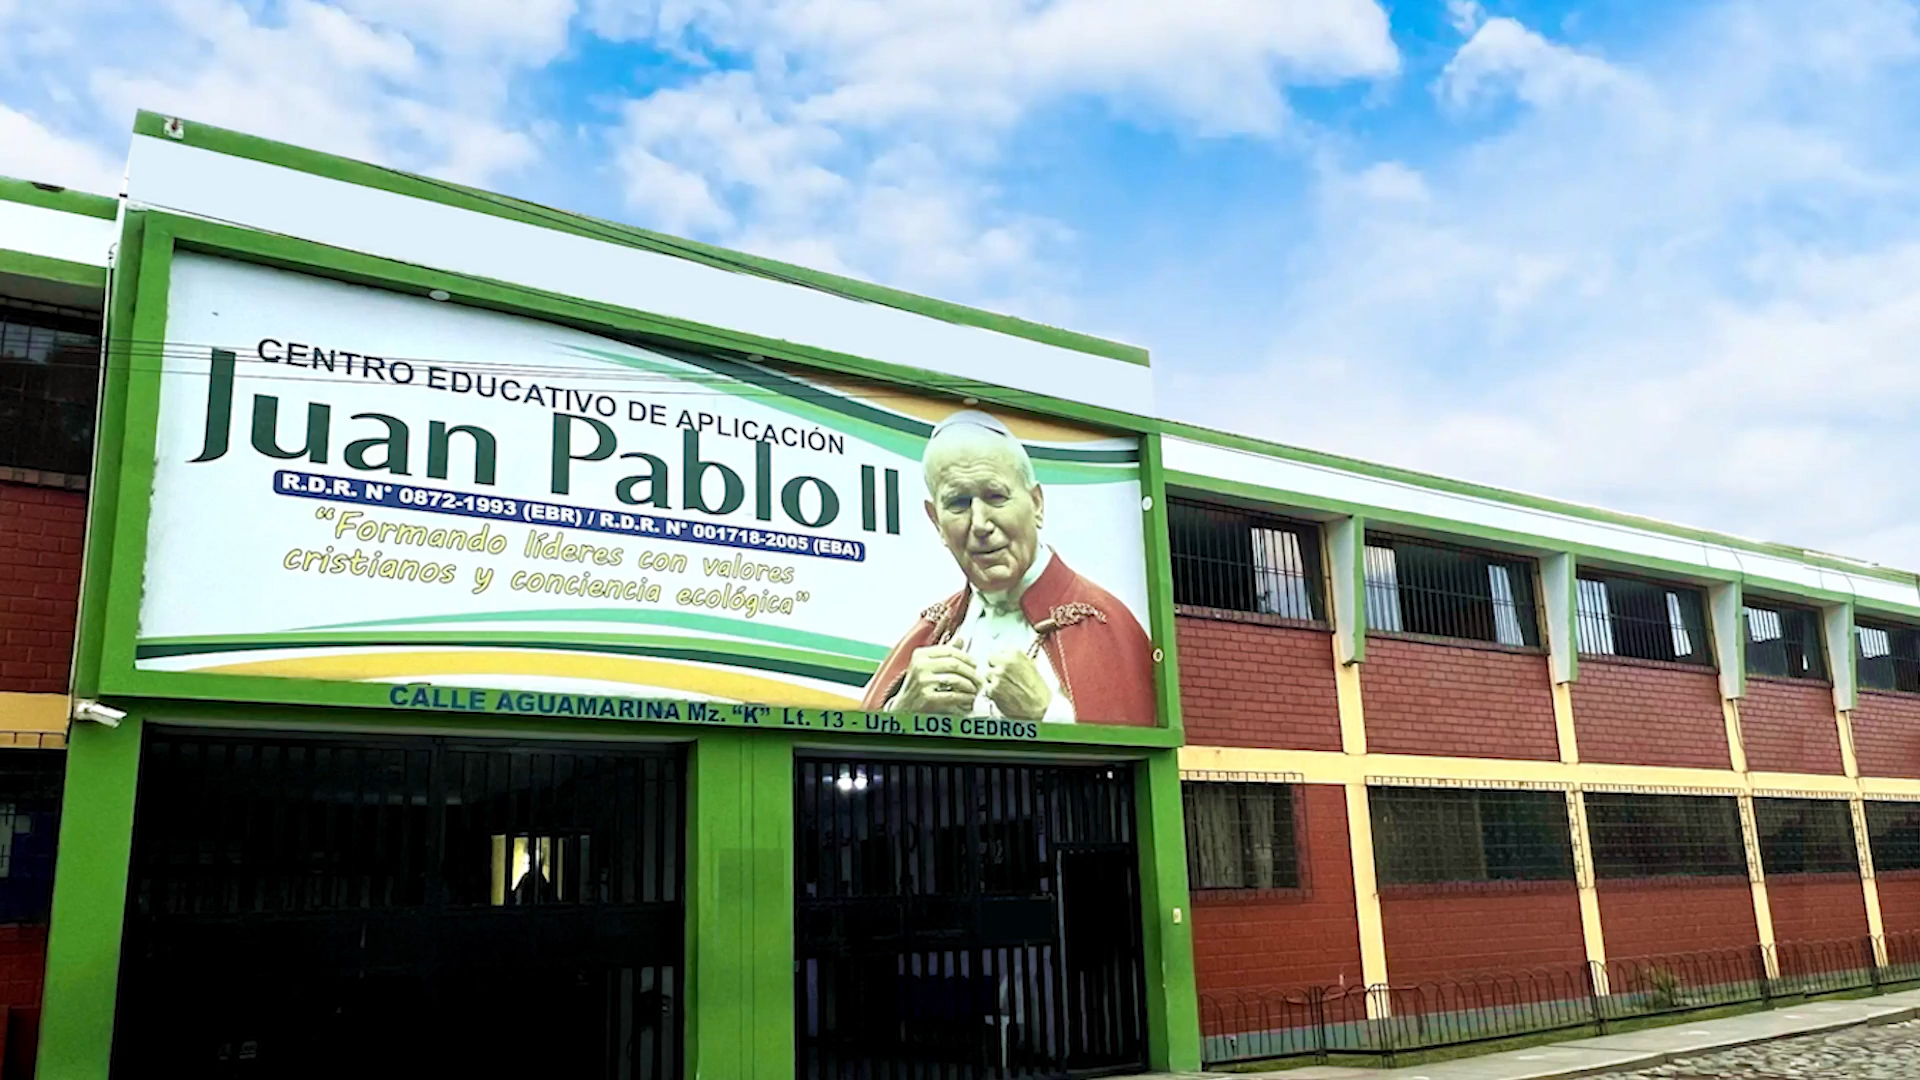 CENTRO EDUCATIVO DE APLICACIÓN
Juan Pablo II
R.D.R. N° 0872-1993 (EBR) / R.D.R. N° 001718-2005 (EBA)
“Formando líderes con valores
cristianos y conciencia ecológica”
CALLE AGUAMARINA Mz. “K” Lt. 13 - Urb. LOS CEDROS